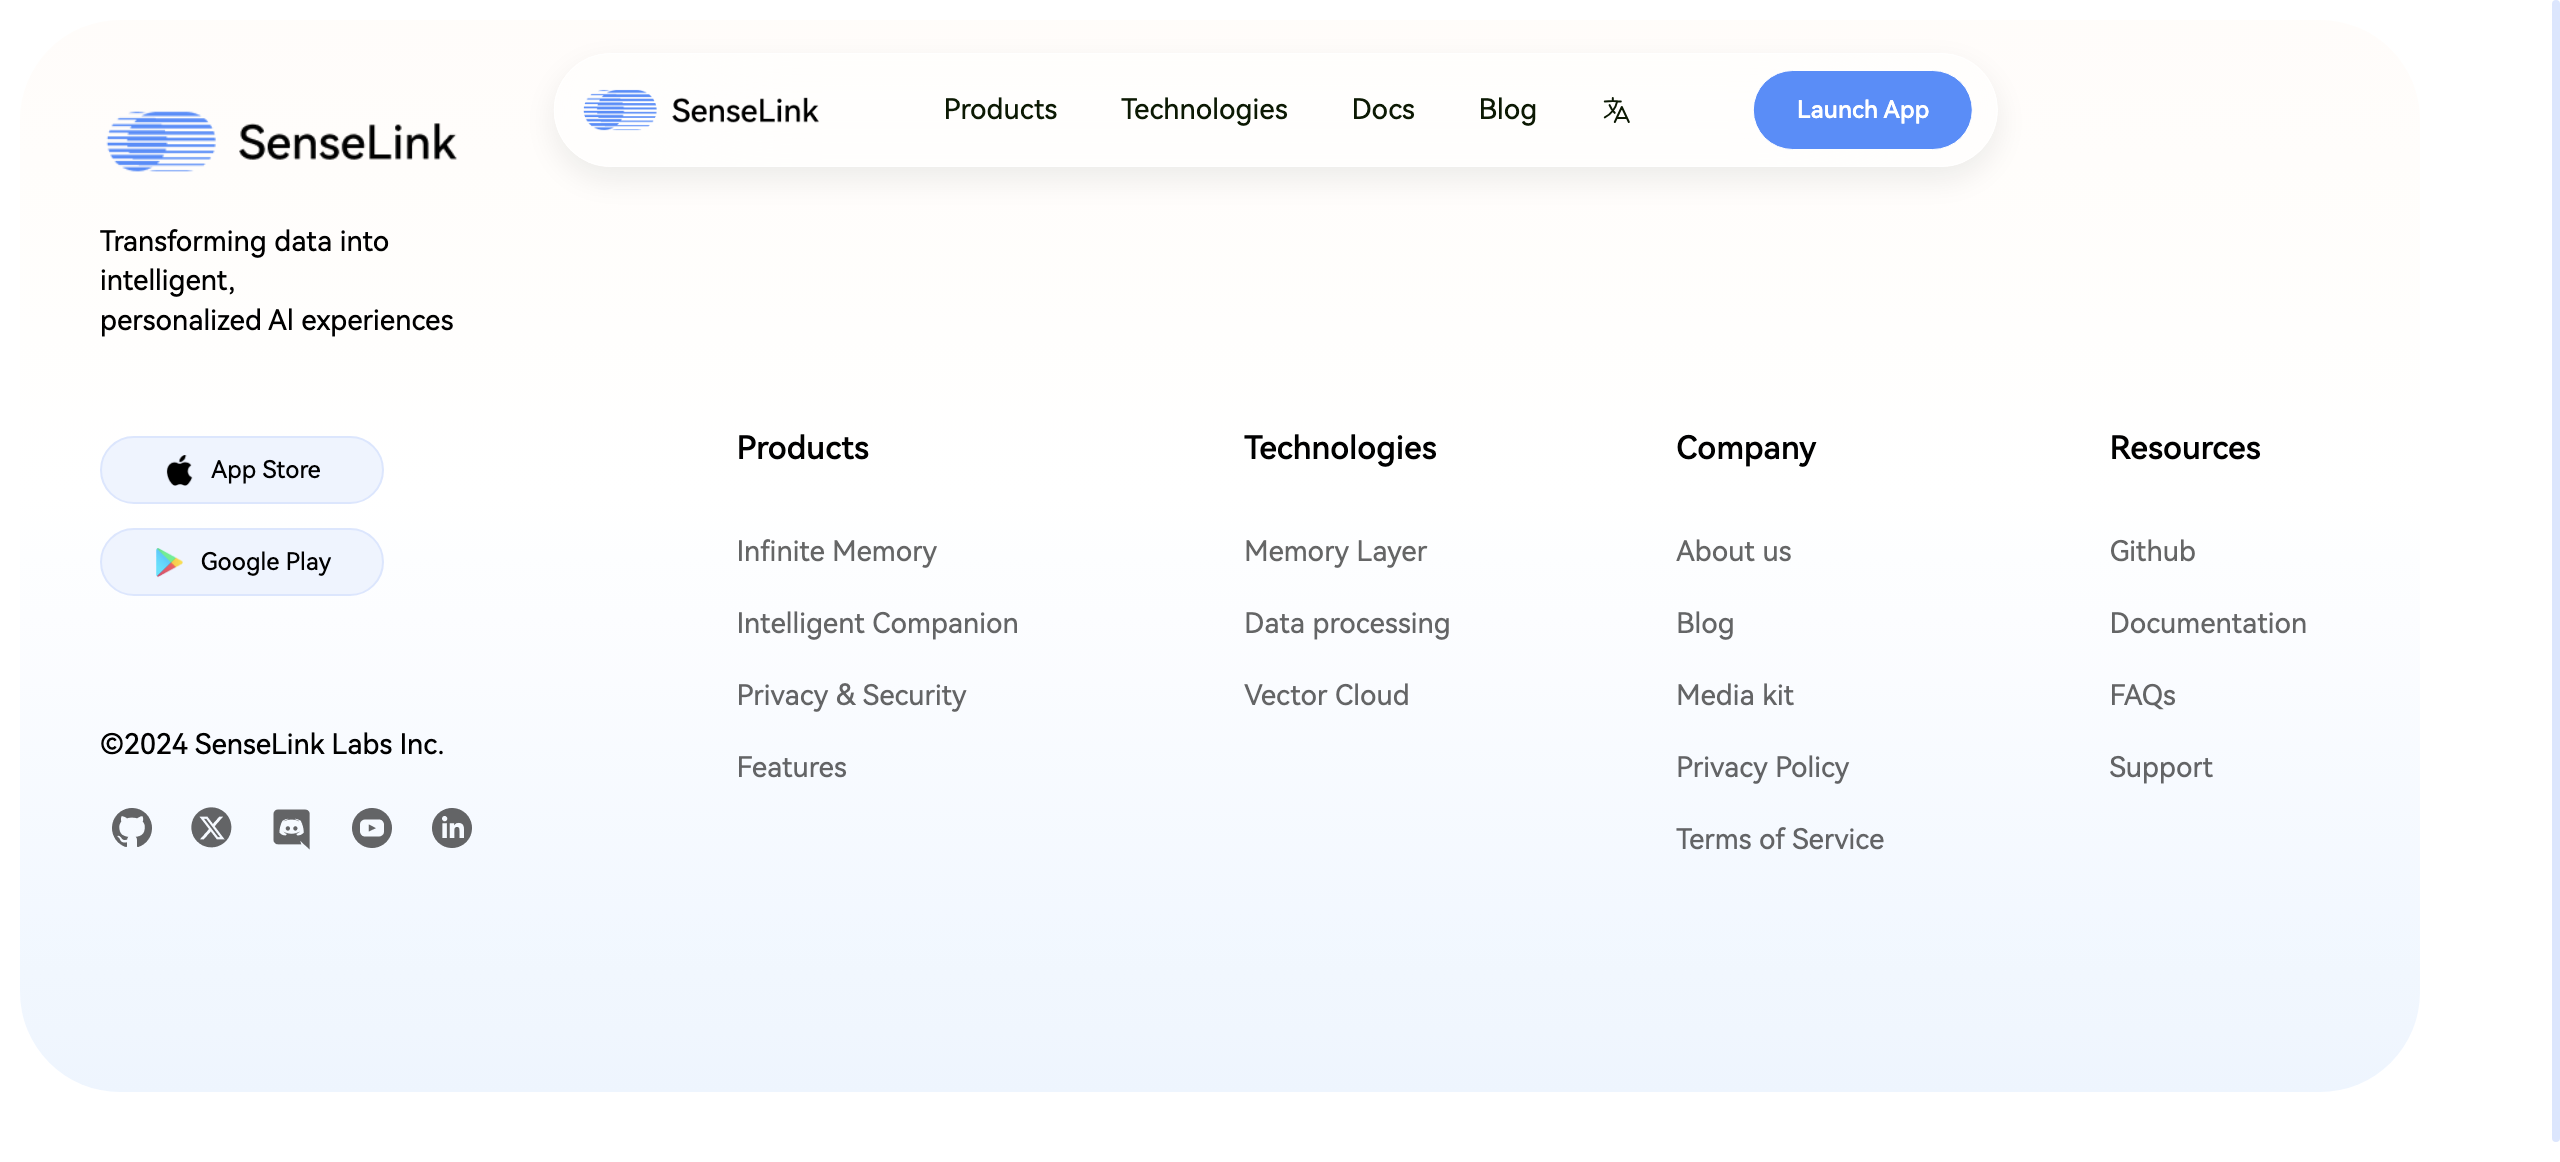 SenseLink
Products
Technologies
Docs
Blog
Launch App
SenseLink
Transforming data into
intelligent,
personalized AI experiences
App Store
Google Play
©2024 SenseLink Labs Inc.
Products
Infinite Memory
Intelligent Companion
Privacy & Security
Features
Technologies
Memory Layer
Data processing
Vector Cloud
Company
About us
Blog
Media kit
Privacy Policy
Terms of Service
Resources
Github
Documentation
FAQs
Support